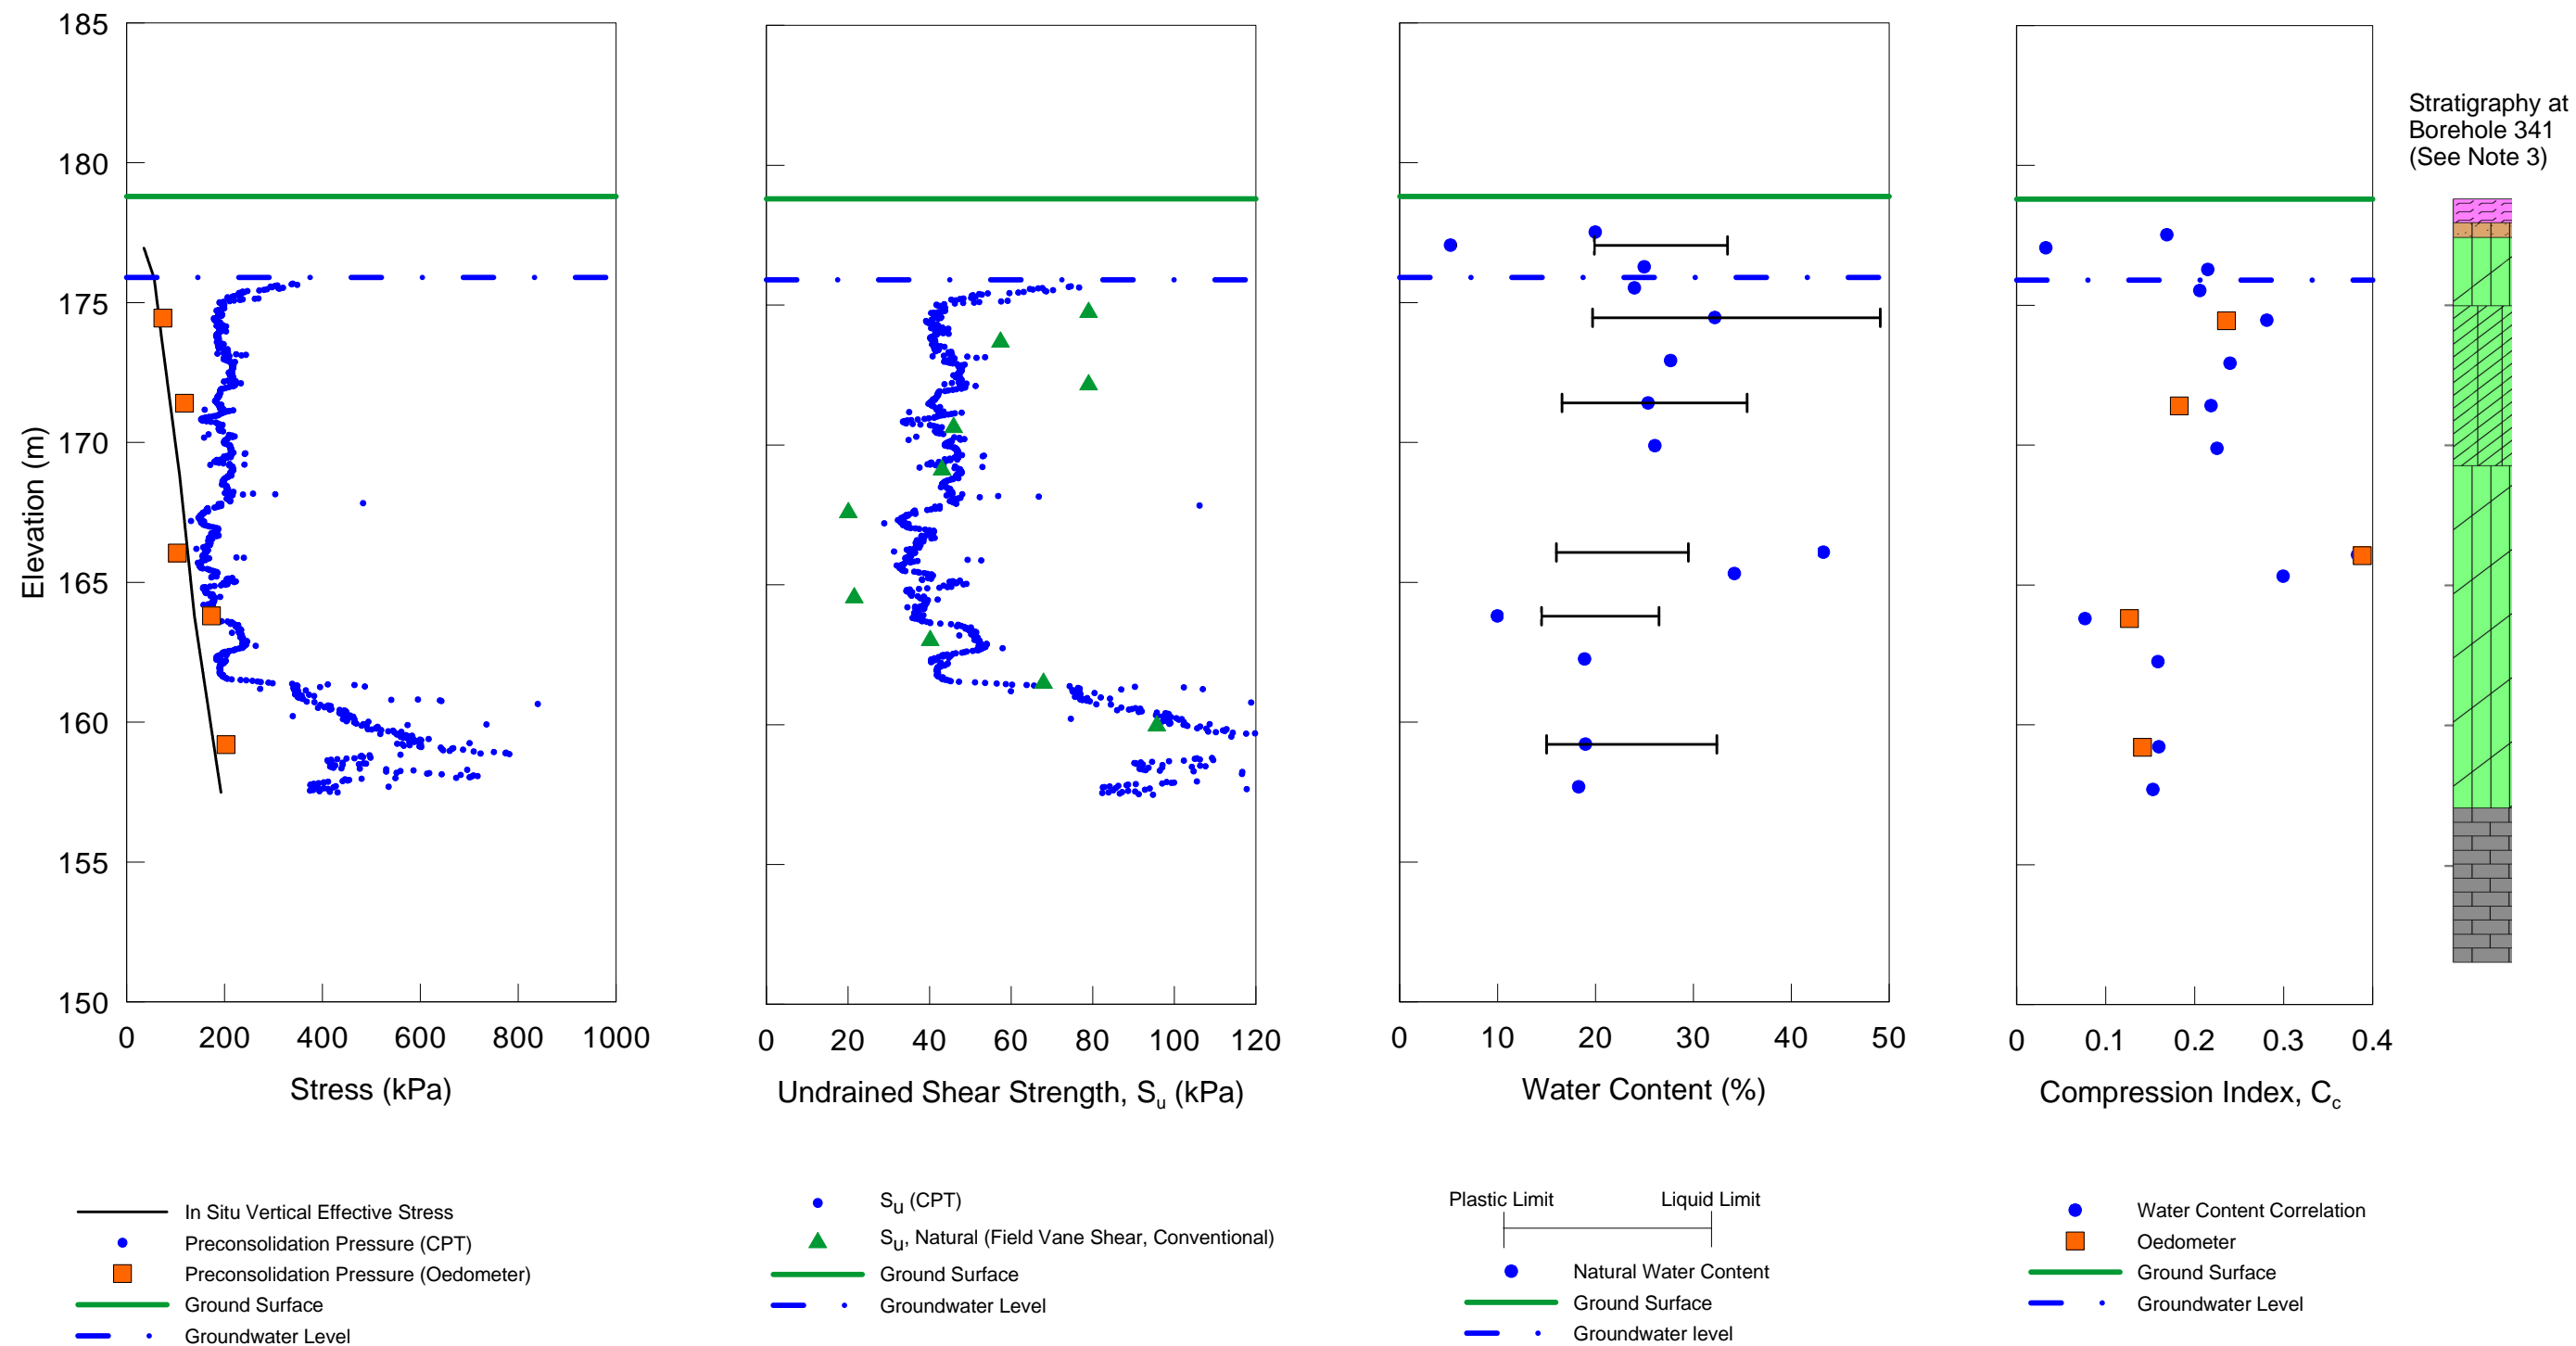 185
180
175
170
165
160
155
150
Elevation (m)
0 200 400 600 800 1000
Stress (kPa)
In Situ Vertical Effective Stress
Preconsolidation Pressure (CPT)
Preconsolidation Pressure (Oedometer)
Ground Surface
Groundwater Level
0 20 40 60 80 100 120
Undrained Shear Strength, Su (kPa)
Su (CPT)
Su, Natural (Field Vane Shear, Conventional)
Ground Surface
Groundwater Level
0 10 20 30 40 50
Water Content (%)
Plastic Limit Liquid Limit
Natural Water Content
Ground Surface
Groundwater level
0 0.1 0.2 0.3 0.4
Compression Index, Cc
Water Content Correlation
Oedometer
Ground Surface
Groundwater Level
Stratigraphy at
Borehole 341
(See Note 3)